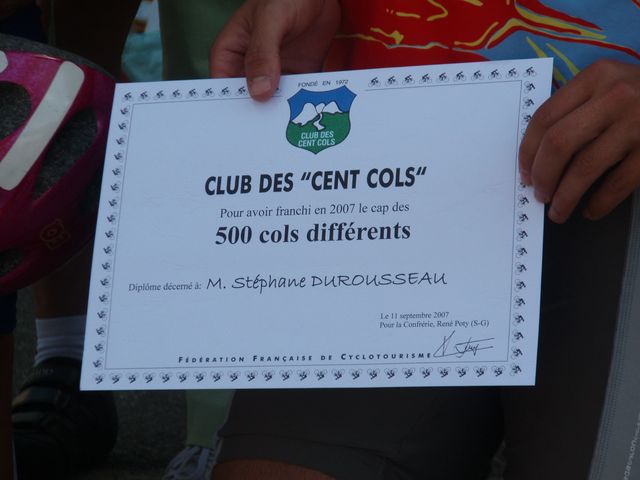 FONDÉ EN 1972
CLUB DES
CENT COLS
CLUB DES "CENT COLS"
Pour avoir franchi en 2007 le cap des
500 cols différents
Diplôme décerné à: M. Stéphane DUROUSSEAU
Le 11 septembre 2007
Pour la Confrérie, René Poty (S-G)
FÉDÉRATION FRANÇAISE DE CYCLOTOURISME